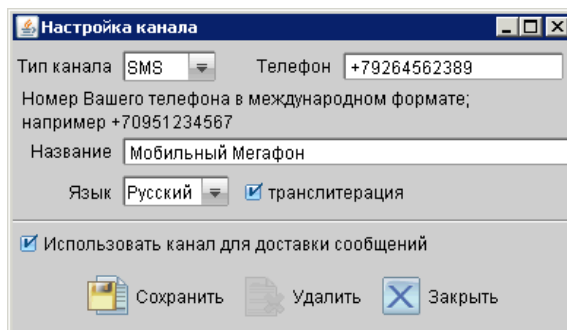 Настройка канала
Тип канала SMS Телефон +79264562389
Номер Вашего телефона в международном формате;
например +70951234567
Название Мобильный Мегафон
Язык Русский транслитерация
Использовать канал для доставки сообщений
Сохранить Удалить Закрыть